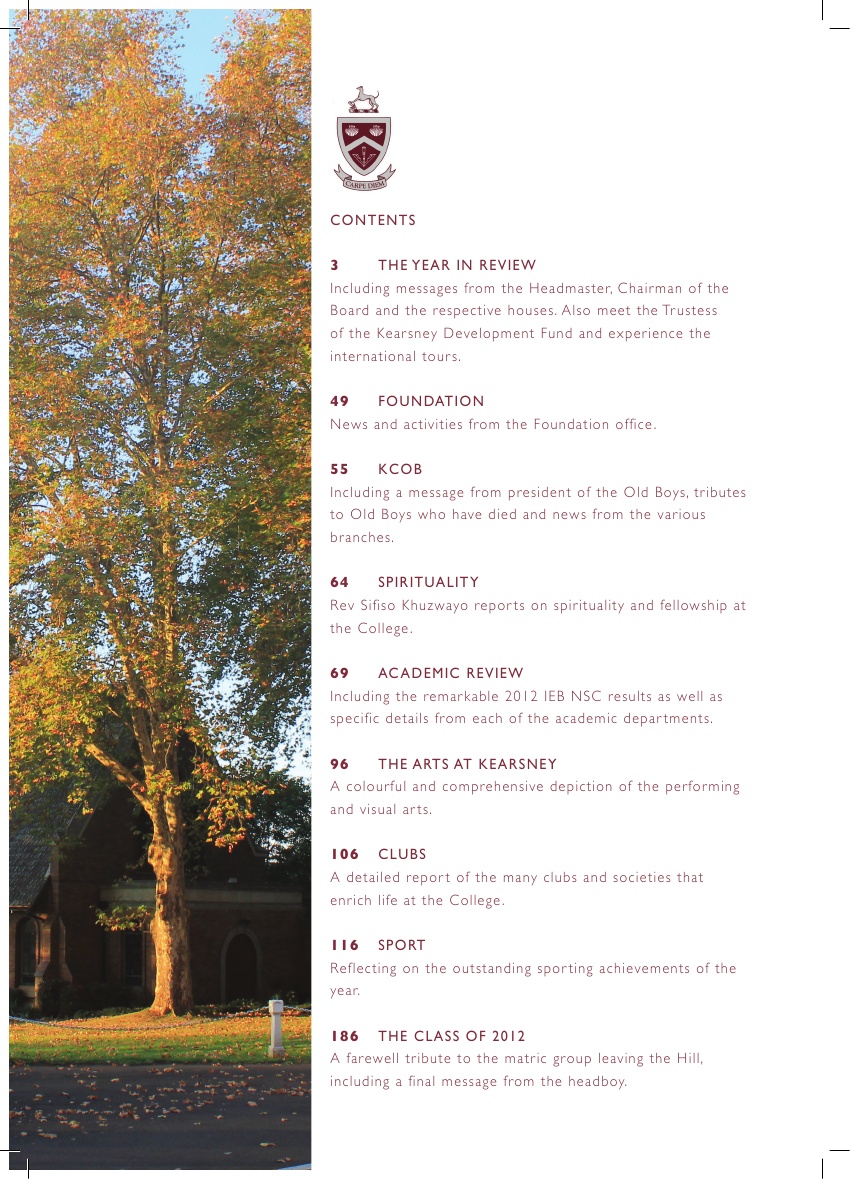 CARPE DIEM
CONTENTS
3 THE YEAR IN REVIEW
Including messages from the Headmaster, Chairman of the
Board and the respective houses. Also meet the Trustess
of the Kearsney Development Fund and experience the
international tours.
49 FOUNDATION
News and activities from the Foundation office.
55 KCOB
Including a message from president of the Old Boys, tributes
to Old Boys who have died and news from the various
branches.
64 SPIRITUALITY
Rev Sifiso Khuzwayo reports on spirituality and fellowship at
the College.
69 ACADEMIC REVIEW
Including the remarkable 2012 IEB NSC results as well as
specific details from each of the academic departments.
96 THE ARTS AT KEARSNEY
A colourful and comprehensive depiction of the performing
and visual arts.
106 CLUBS
A detailed report of the many clubs and societies that
enrich life at the College.
116 SPORT
Reflecting on the outstanding sporting achievements of the
year.
186 THE CLASS OF 2012
A farewell tribute to the matric group leaving the Hill,
including a final message from the headboy.